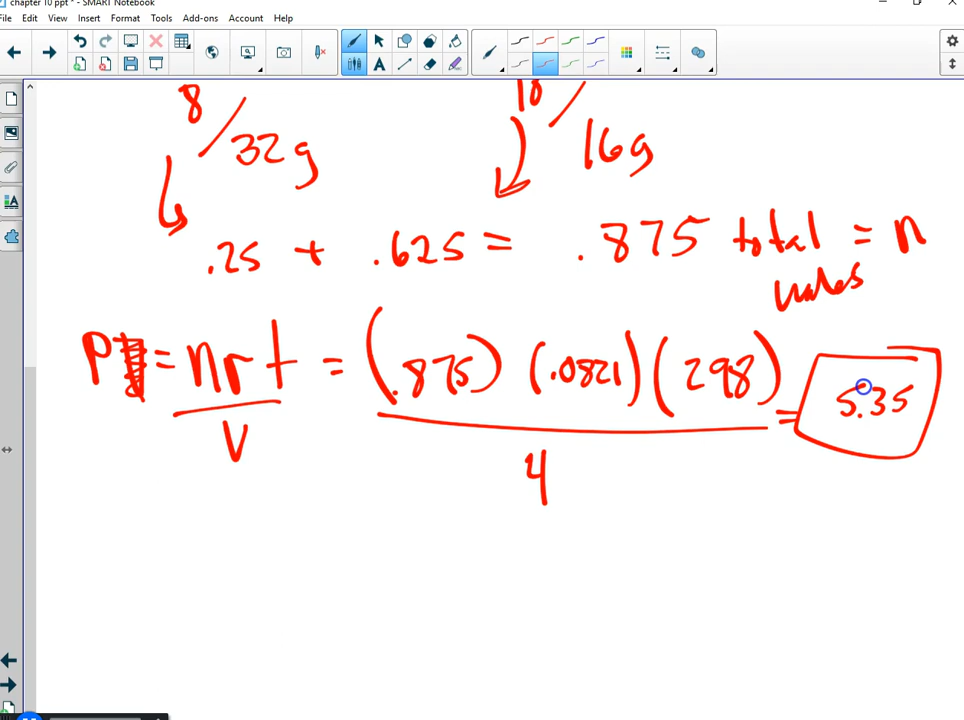 chapter 10 ppt * - SMART Notebook
File Edit View Insert Format Tools Add-ons Account Help
8 / 32g
/ 16g
.25 + .625 = .875 total = n
moles
P = nrt = (.875) (.0821) (298) = 5.35
V
4